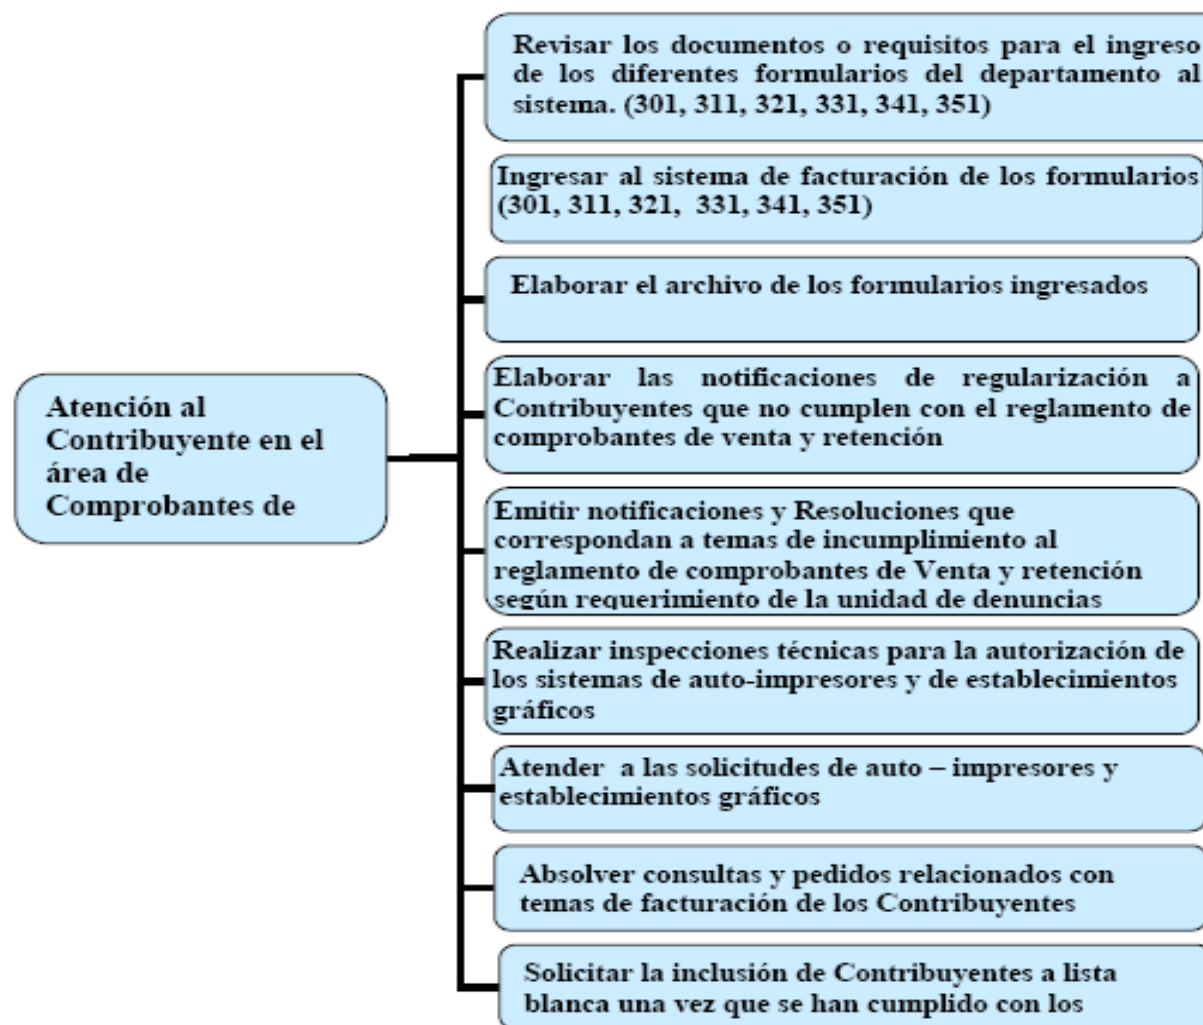 Revisar los documentos o requisitos para el ingreso
de los diferentes formularios del departamento al
sistema. (301, 311, 321, 331, 341, 351)
Ingresar al sistema de facturación de los formularios
(301, 311, 321, 331, 341, 351)
Elaborar el archivo de los formularios ingresados
Elaborar las notificaciones de regularización a
Contribuyentes que no cumplen con el reglamento de
comprobantes de venta y retención
Atención al
Contribuyente en el
área de
Comprobantes de
Emitir notificaciones y Resoluciones que
correspondan a temas de incumplimiento al
reglamento de comprobantes de Venta y retención
según requerimiento de la unidad de denuncias
Realizar inspecciones técnicas para la autorización de
los sistemas de auto-impresores y de establecimientos
gráficos
Atender a las solicitudes de auto – impresores y
establecimientos gráficos
Absolver consultas y pedidos relacionados con
temas de facturación de los Contribuyentes
Solicitar la inclusión de Contribuyentes a lista
blanca una vez que se han cumplido con los